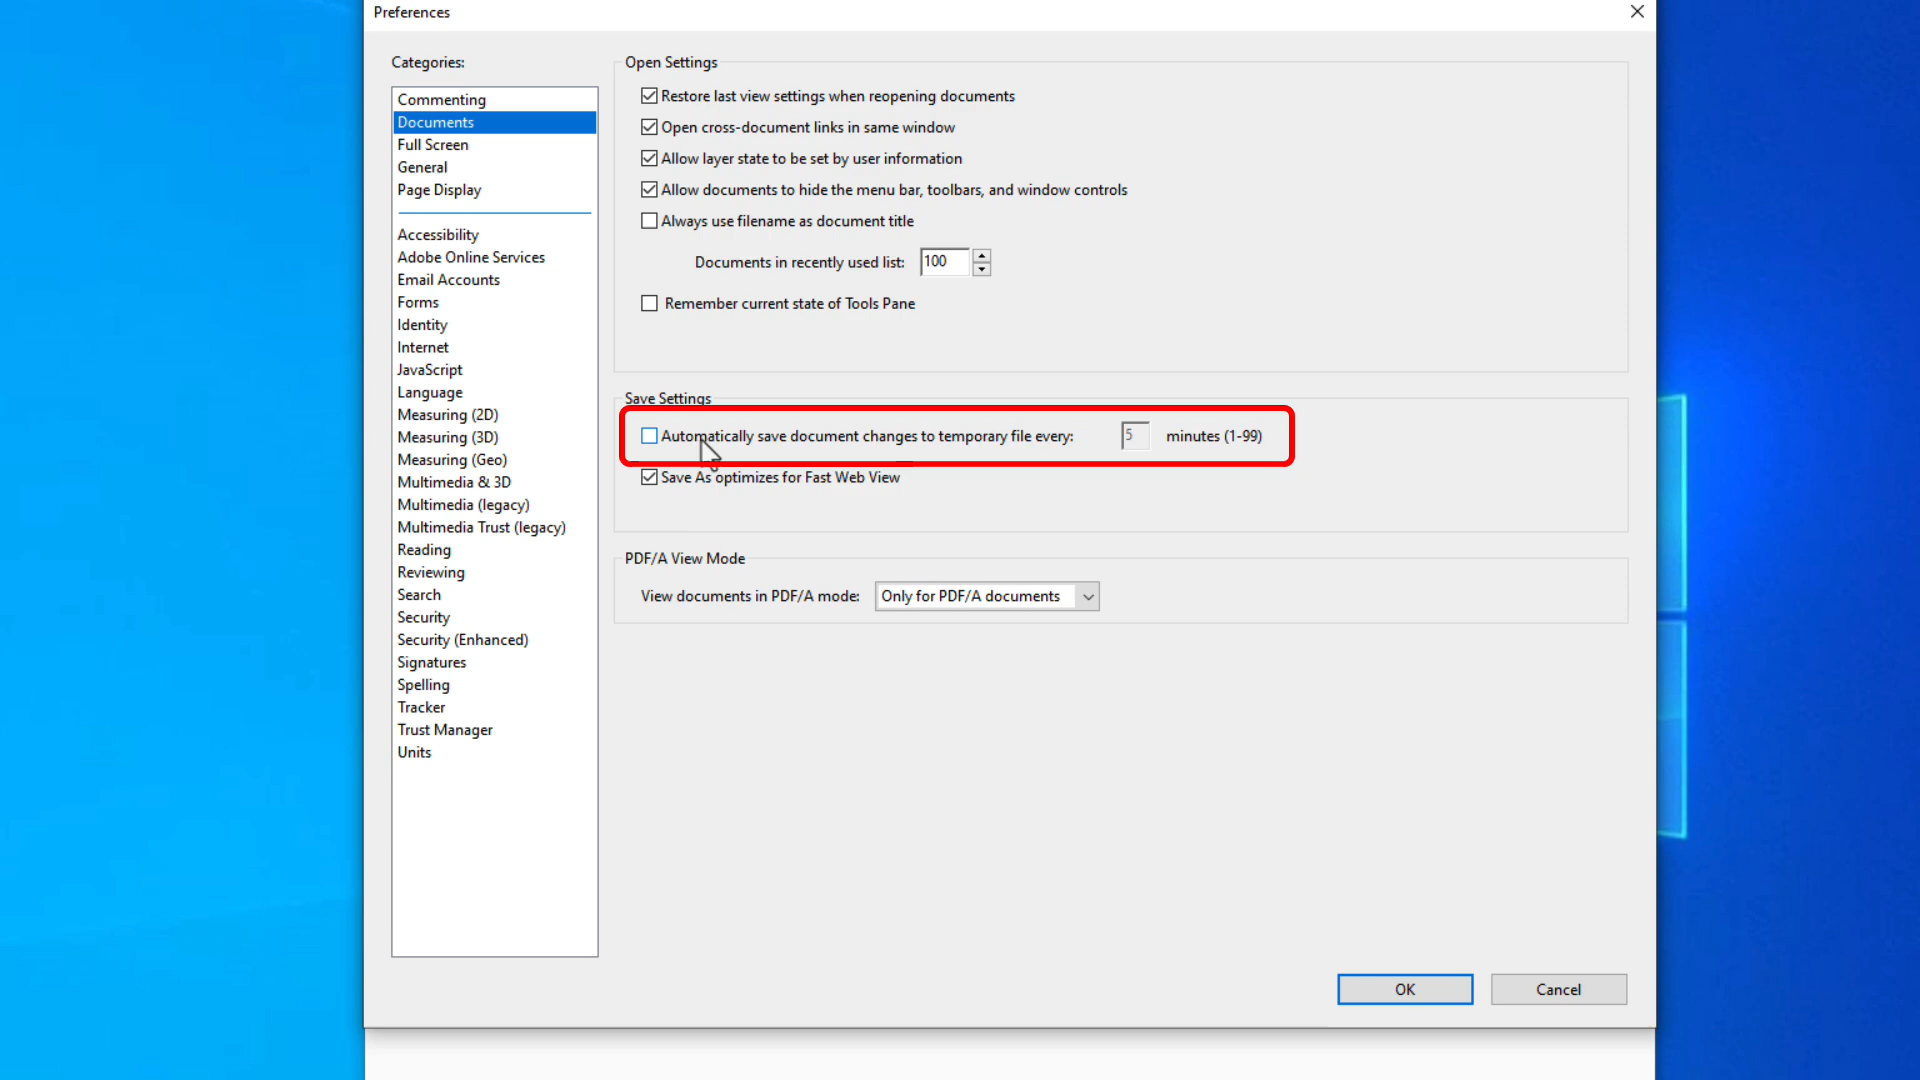 Preferences
Categories:
Commenting
Documents
Full Screen
General
Page Display
Accessibility
Adobe Online Services
Email Accounts
Forms
Identity
Internet
JavaScript
Language
Measuring (2D)
Measuring (3D)
Measuring (Geo)
Multimedia & 3D
Multimedia (legacy)
Multimedia Trust (legacy)
Reading
Reviewing
Search
Security
Security (Enhanced)
Signatures
Spelling
Tracker
Trust Manager
Units
Open Settings
Restore last view settings when reopening documents
Open cross-document links in same window
Allow layer state to be set by user information
Allow documents to hide the menu bar, toolbars, and window controls
Always use filename as document title
Documents in recently used list: 100
Remember current state of Tools Pane
Save Settings
Automatically save document changes to temporary file every: 5 minutes (1-99)
Save As optimizes for Fast Web View
PDF/A View Mode
View documents in PDF/A mode: Only for PDF/A documents
OK Cancel